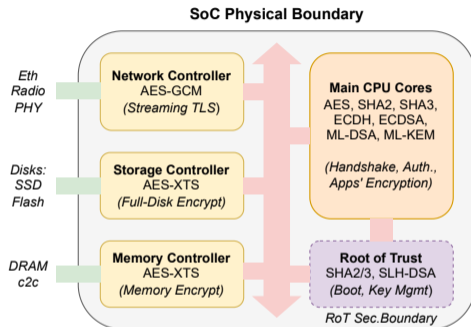 SoC Physical Boundary
Eth
Radio
PHY
Network Controller
AES-GCM
(Streaming TLS)
Disks:
SSD
Flash
Storage Controller
AES-XTS
(Full-Disk Encrypt)
DRAM
c2c
Memory Controller
AES-XTS
(Memory Encrypt)
Main CPU Cores
AES, SHA2, SHA3,
ECDH, ECDSA,
ML-DSA, ML-KEM
(Handshake, Auth.,
Apps' Encryption)
Root of Trust
SHA2/3, SLH-DSA
(Boot, Key Mgmt)
RoT Sec.Boundary